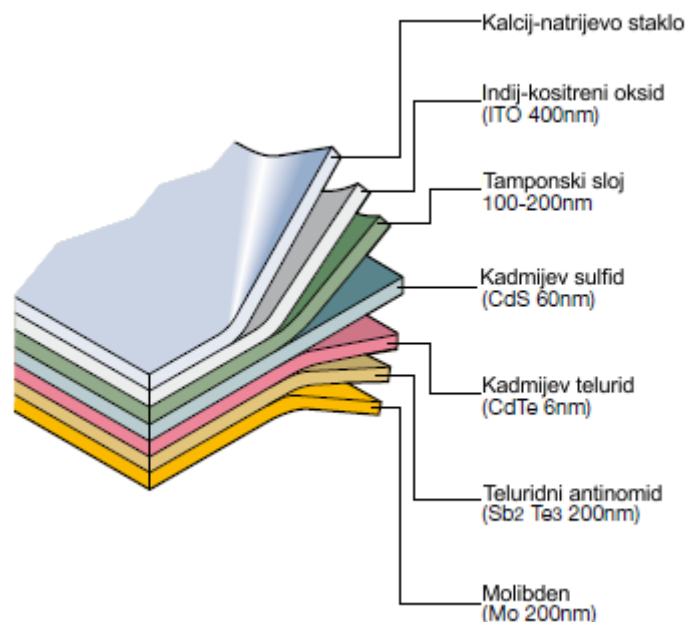 Kalcij-natrijevo staklo
Indij-kositreni oksid
(ITO 400nm)
Tamponski sloj
100-200nm
Kadmijev sulfid
(CdS 60nm)
Kadmijev telurid
(CdTe 6nm)
Teluridni antinomid
(Sb2 Te3 200nm)
Molibden
(Mo 200nm)